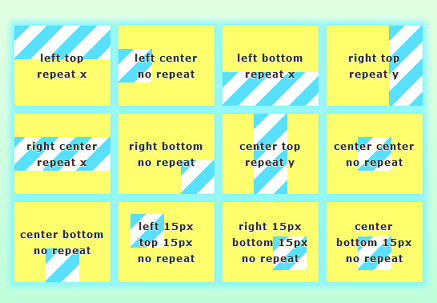 left top
repeat x
left center
no repeat
left bottom
repeat x
right top
repeat y
right center
repeat x
right bottom
no repeat
center top
repeat y
center center
no repeat
center bottom
no repeat
left 15px
top 15px
no repeat
right 15px
bottom 15px
no repeat
center
bottom 15px
no repeat